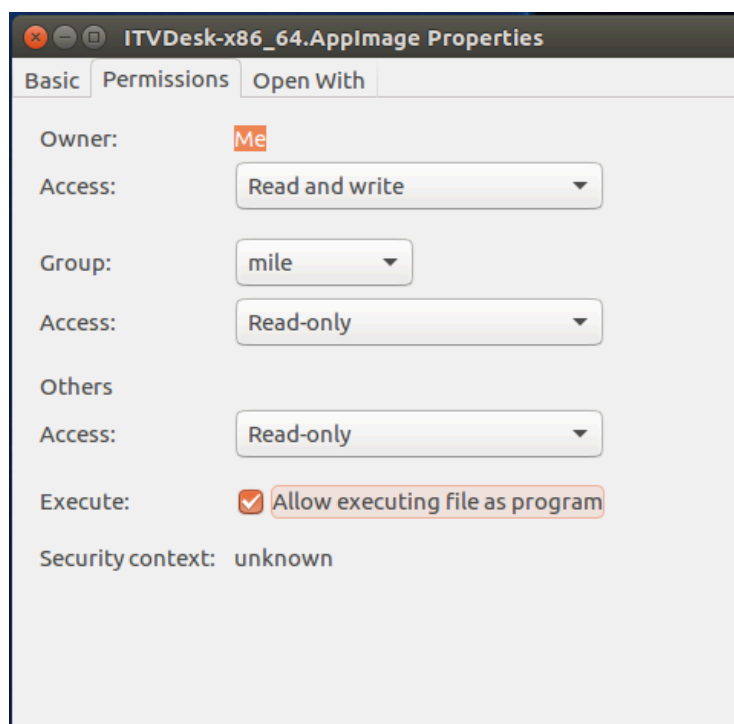 ITVDesk-x86_64.AppImage Properties
Basic Permissions Open With
Owner: Me
Access: Read and write
Group: mile
Access: Read-only
Others
Access: Read-only
Execute: Allow executing file as program
Security context: unknown